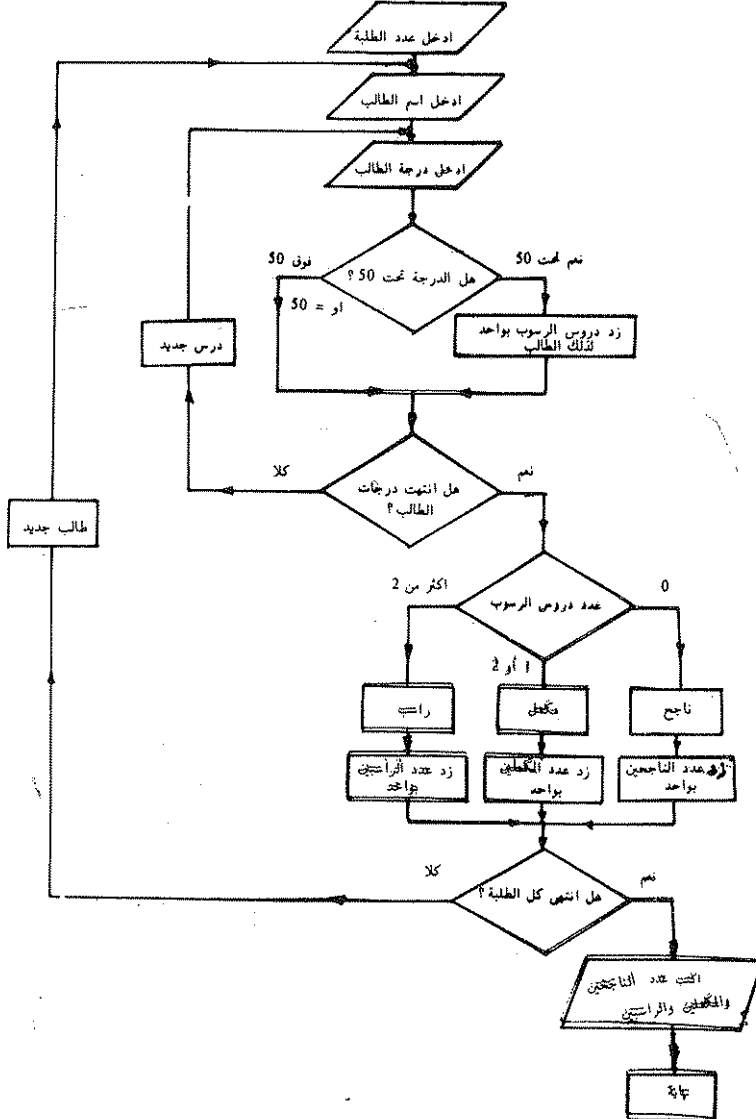 ادخل عدد الطلبة
ادخل اسم الطالب
ادخل درجة الطالب
هل الدرجة تحت 50 ؟
نعم تحت 50
فوق 50
او = 50
زد دروس الرسوب بواحد
لذلك الطالب
درس جديد
هل انتهت درجات
الطالب ؟
نعم
كلا
طالب جديد
عدد دروس الرسوب
0
1 أو 2
اكثر من 2
ناجح
مكمل
راسب
زد عدد الناجحين
بواحد
زد عدد المكملين
بواحد
زد عدد الراسبين
بواحد
هل انتهى كل الطلبة ؟
نعم
كلا
اكتب عدد الناجحين
والمكملين والراسبين
نهاية